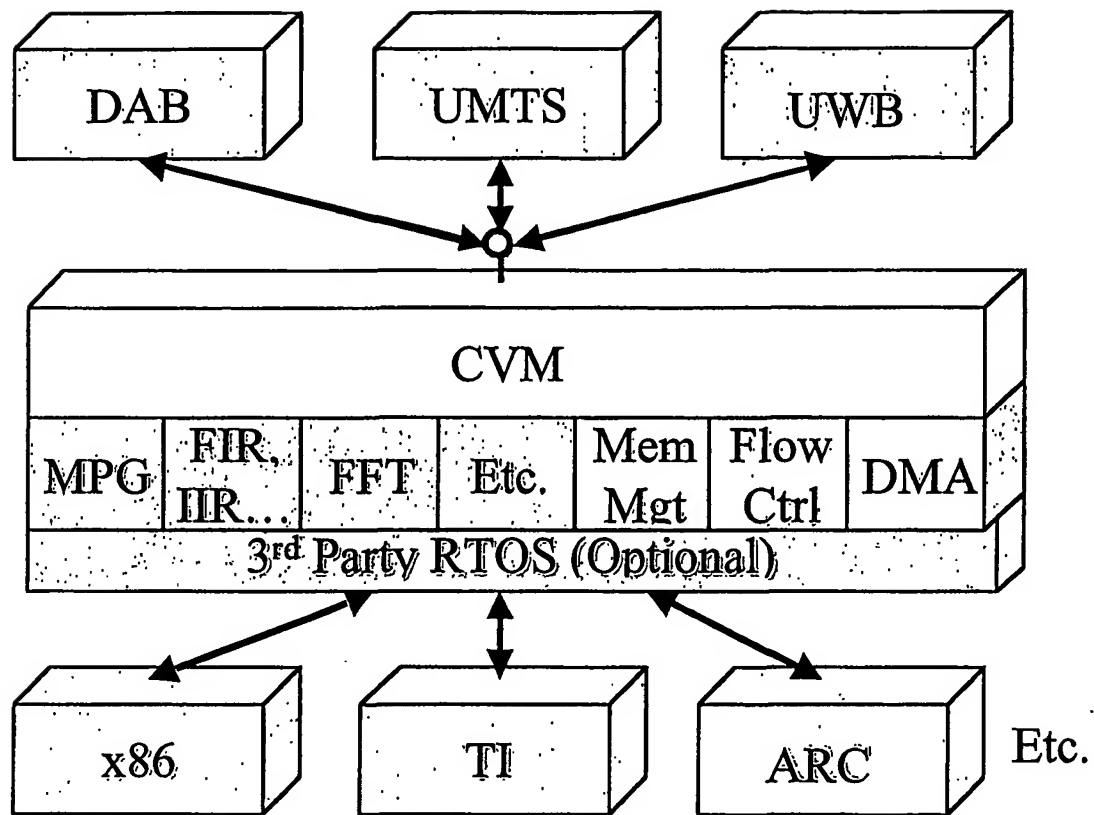 DAB
UMTS
UWB
CVM
MPG
FIR,
IIR...
FFT
Etc.
Mem
Mgt
Flow
Ctrl
DMA
3rd Party RTOS (Optional)
x86
TI
ARC
Etc.